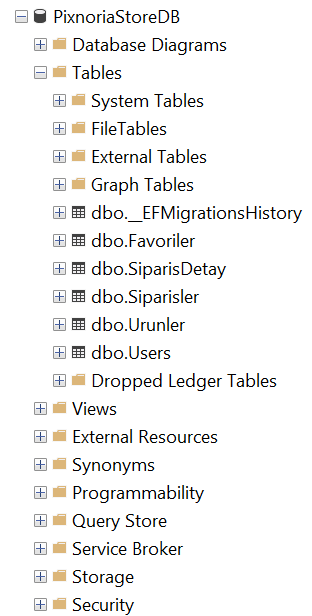 PixnoriaStoreDB
Database Diagrams
Tables
System Tables
FileTables
External Tables
Graph Tables
dbo.__EFMigrationsHistory
dbo.Favoriler
dbo.SiparisDetay
dbo.Siparisler
dbo.Urunler
dbo.Users
Dropped Ledger Tables
Views
External Resources
Synonyms
Programmability
Query Store
Service Broker
Storage
Security